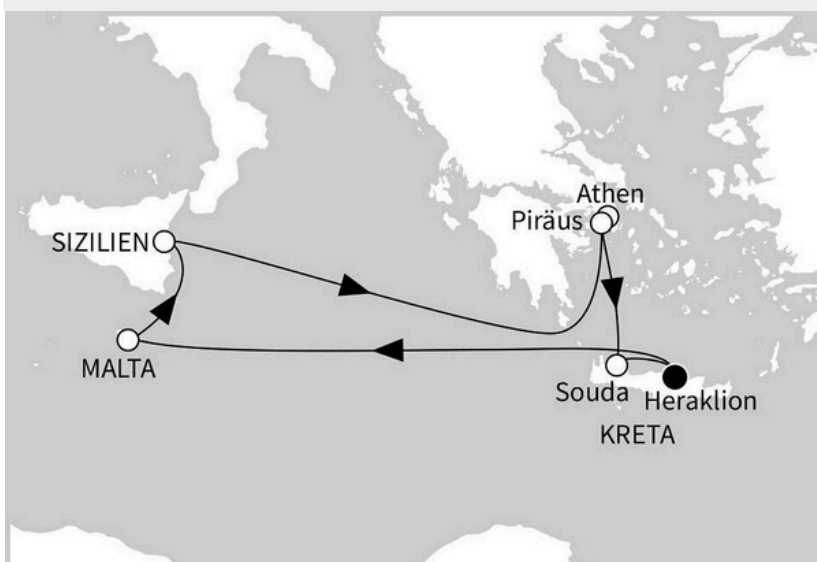 Athen
Piräus
SIZILIEN
MALTA
Souda
Heraklion
KRETA